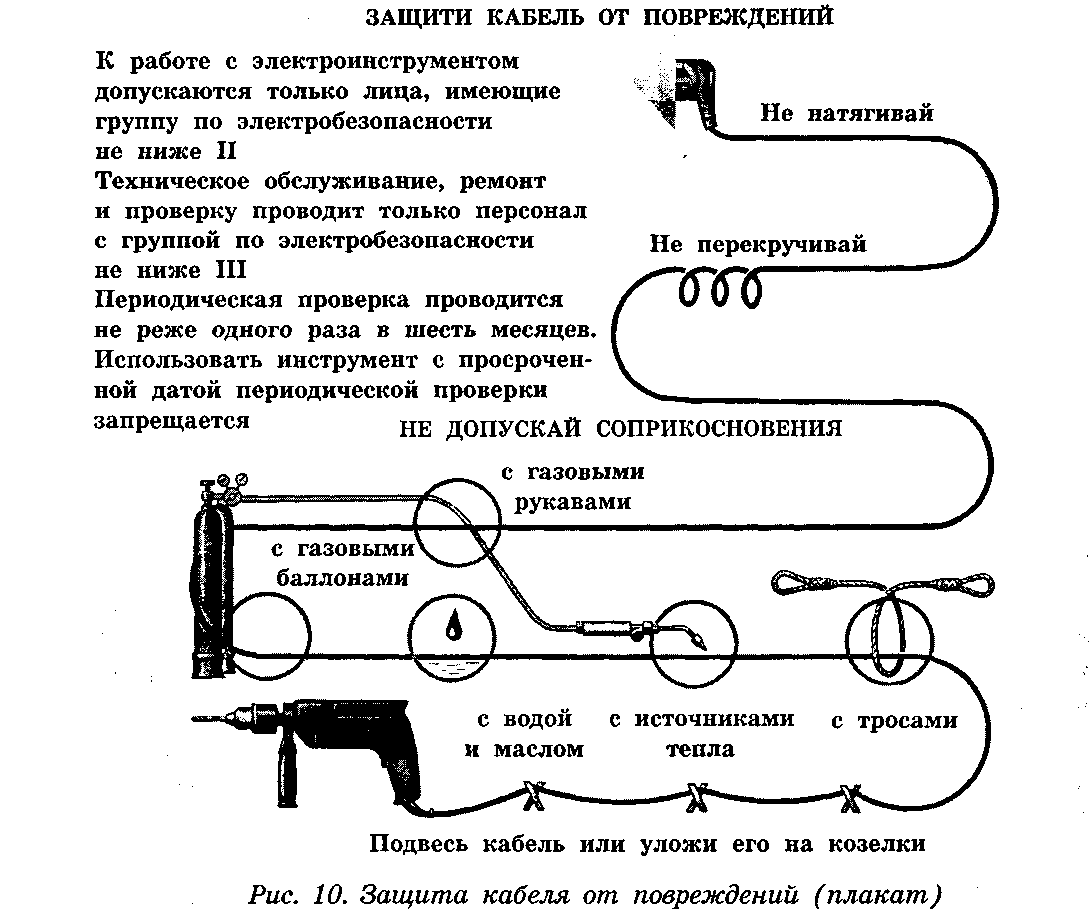 ЗАЩИТИ КАБЕЛЬ ОТ ПОВРЕЖДЕНИЙ
К работе с электроинструментом
допускаются только лица, имеющие
группу по электробезопасности
не ниже II
Техническое обслуживание, ремонт
и проверку проводит только персонал
с группой по электробезопасности
не ниже III
Периодическая проверка проводится
не реже одного раза в шесть месяцев.
Использовать инструмент с просрочен-
ной датой периодической проверки
запрещается
Не натягивай
Не перекручивай
НЕ ДОПУСКАЙ СОПРИКОСНОВЕНИЯ
с газовыми
рукавами
с газовыми
баллонами
с водой
и маслом
с источниками
тепла
с тросами
Подвесь кабель или уложи его на козелки
Рис. 10. Защита кабеля от повреждений (плакат)